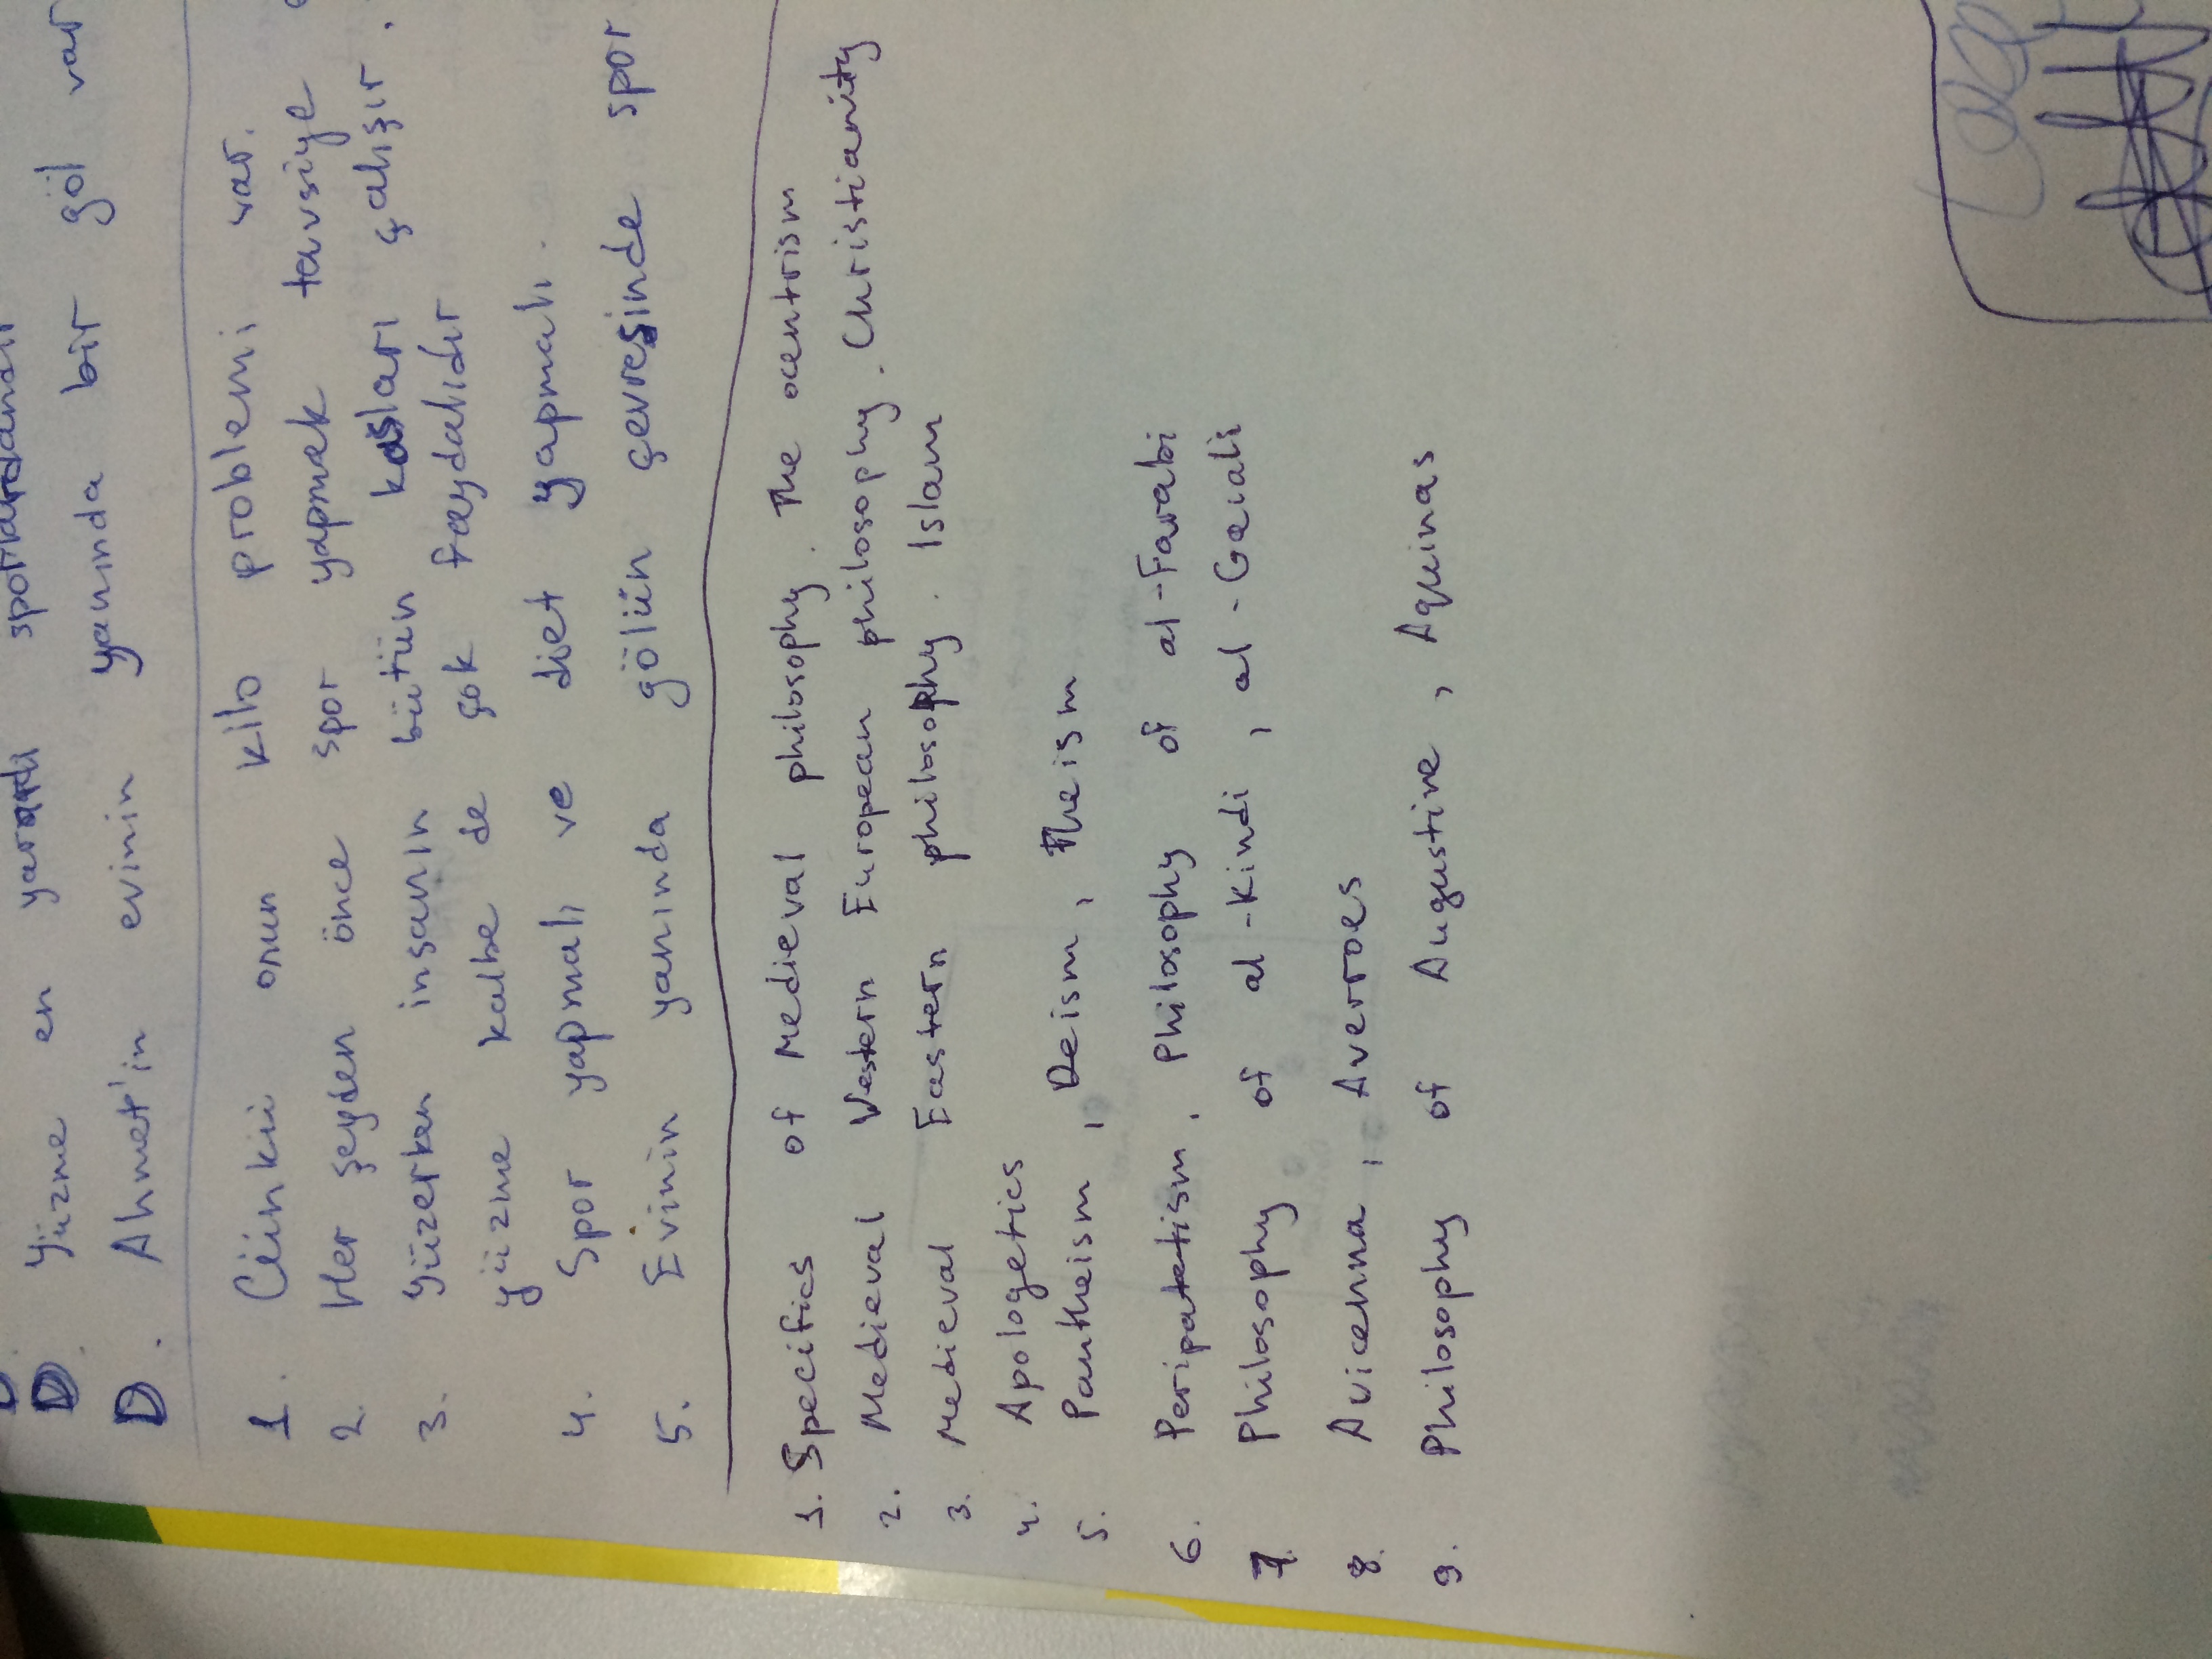 D. Yüzme en yararlı sporlardandır
D. Ahmet'in evinin yanında bir göl var
1. Cünkü onun kilo problemi var.
2. Her şeyden önce spor yapmak tavsiye
3. Yüzerken insanın bütün kasları çalışır.
yüzme kalbe de çok faydalıdır
4. Spor yapmalı ve diet yapmalı.
5. Evinin yanında gölün çevresinde spor
1. Specifics of Medieval philosophy. The ocentrism
2. Medieval Western European philosophy. Christianity
3. Medieval Eastern philosophy. Islam
4. Apologetics
5. Pantheism, Deism, Theism
6. Peripatetism, Philosophy of al-Farabi
7. Philosophy of al-Kindi, al-Gazali
8. Avicenna, Averroes
9. Philosophy of Augustine, Aquinas